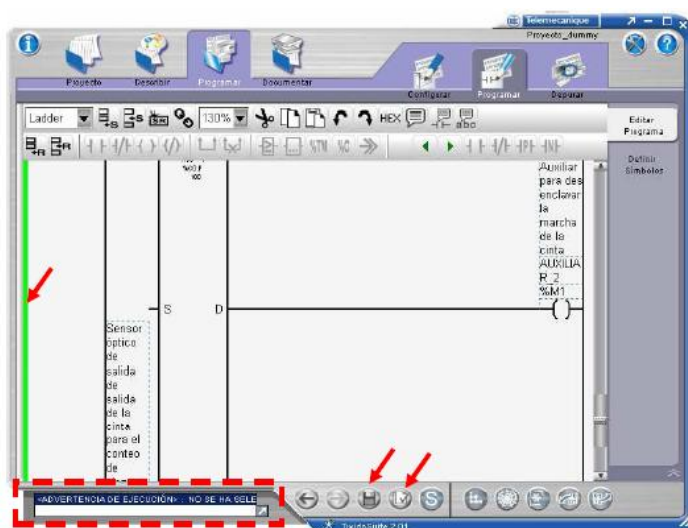 Telemecanique
Proyecto_dummy
Proyecto
Describir
Programar
Documentar
Configurar
Programar
Depurar
Ladder
130%
HEX
abc
Editar
Programa
Definir
Símbolos
%TM
%C
Auxiliar
para des
enclavar
la
marcha
de la
cinta
AUXILIA
R_2
%M1
S
D
Sensor
óptico
de
salida
de
salida
de la
cinta
para el
conteo
de
<ADVERTENCIA DE EJECUCIÓN> : NO SE HA SELE
TwidoSuite 2.01